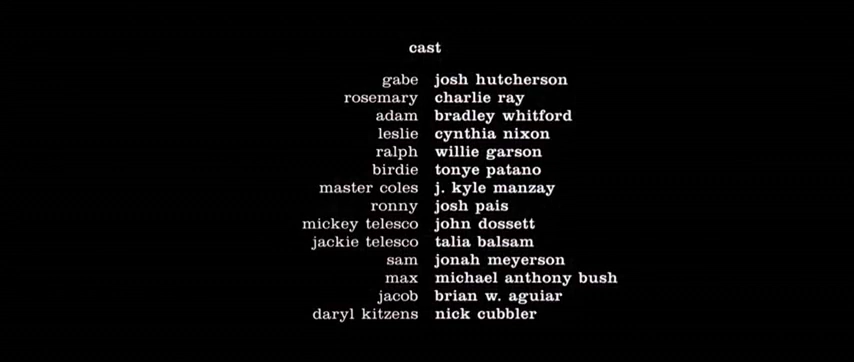 cast
gabe josh hutcherson
rosemary charlie ray
adam bradley whitford
leslie cynthia nixon
ralph willie garson
birdie tonye patano
master coles j. kyle manzay
ronny josh pais
mickey telesco john dossett
jackie telesco talia balsam
sam jonah meyerson
max michael anthony bush
jacob brian w. aguiar
daryl kitzens nick cubbler